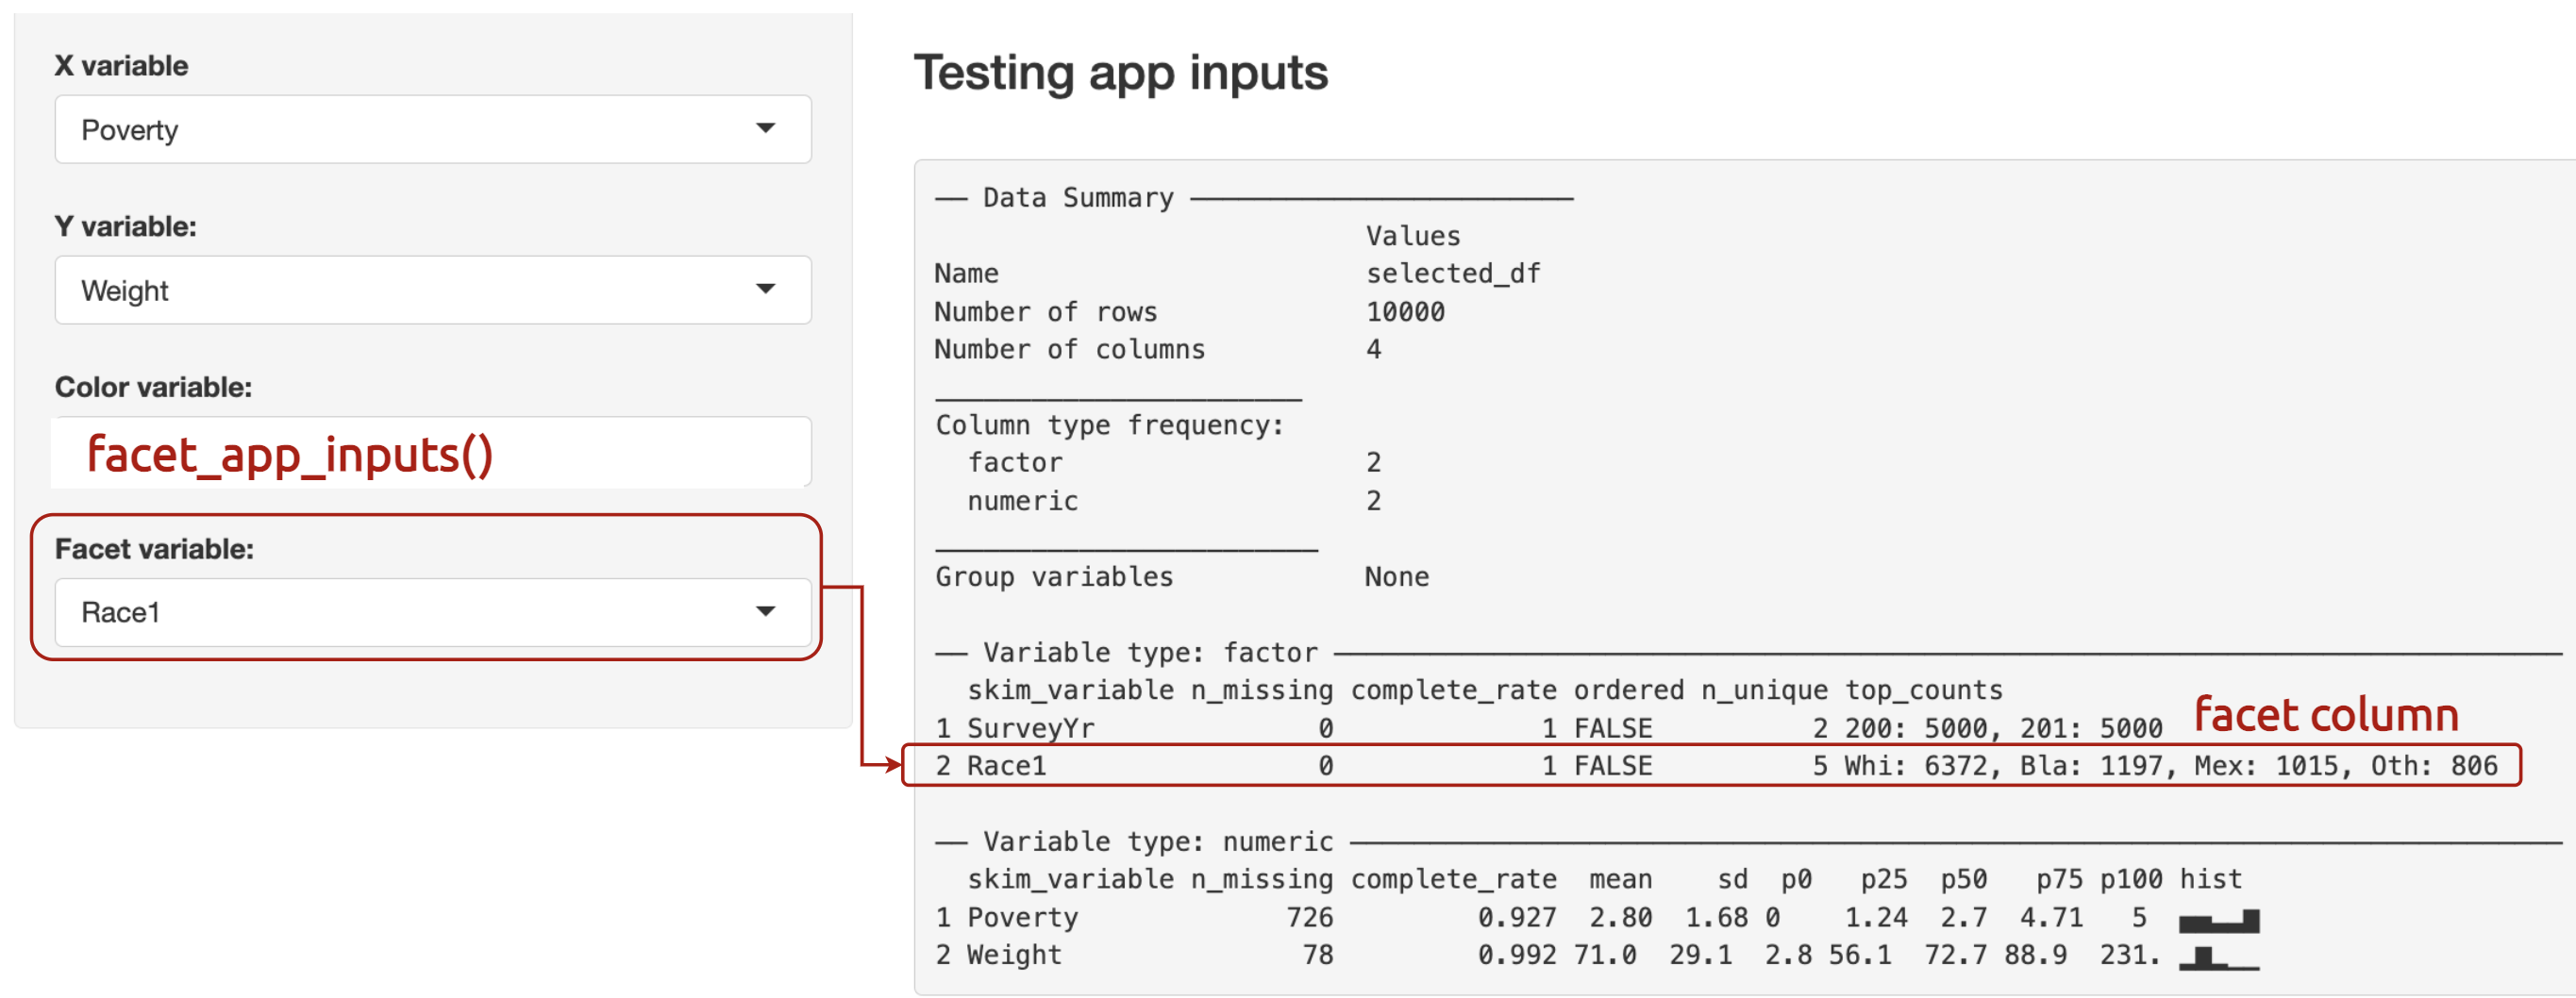 X variable
Poverty
Y variable:
Weight
Color variable:
facet_app_inputs()
Facet variable:
Race1
Testing app inputs
── Data Summary ────────────────────────
Values
Name selected_df
Number of rows 10000
Number of columns 4
_______________________
Column type frequency:
factor 2
numeric 2
________________________
Group variables None
── Variable type: factor ──────────────────────────────
skim_variable n_missing complete_rate ordered n_unique top_counts
facet column
1 SurveyYr 0 1 FALSE 2 200: 5000, 201: 5000
2 Race1 0 1 FALSE 5 Whi: 6372, Bla: 1197, Mex: 1015, Oth: 806
── Variable type: numeric ──────────────────────────────
skim_variable n_missing complete_rate mean sd p0 p25 p50 p75 p100 hist
1 Poverty 726 0.927 2.80 1.68 0 1.24 2.7 4.71 5
2 Weight 78 0.992 71.0 29.1 2.8 56.1 72.7 88.9 231.